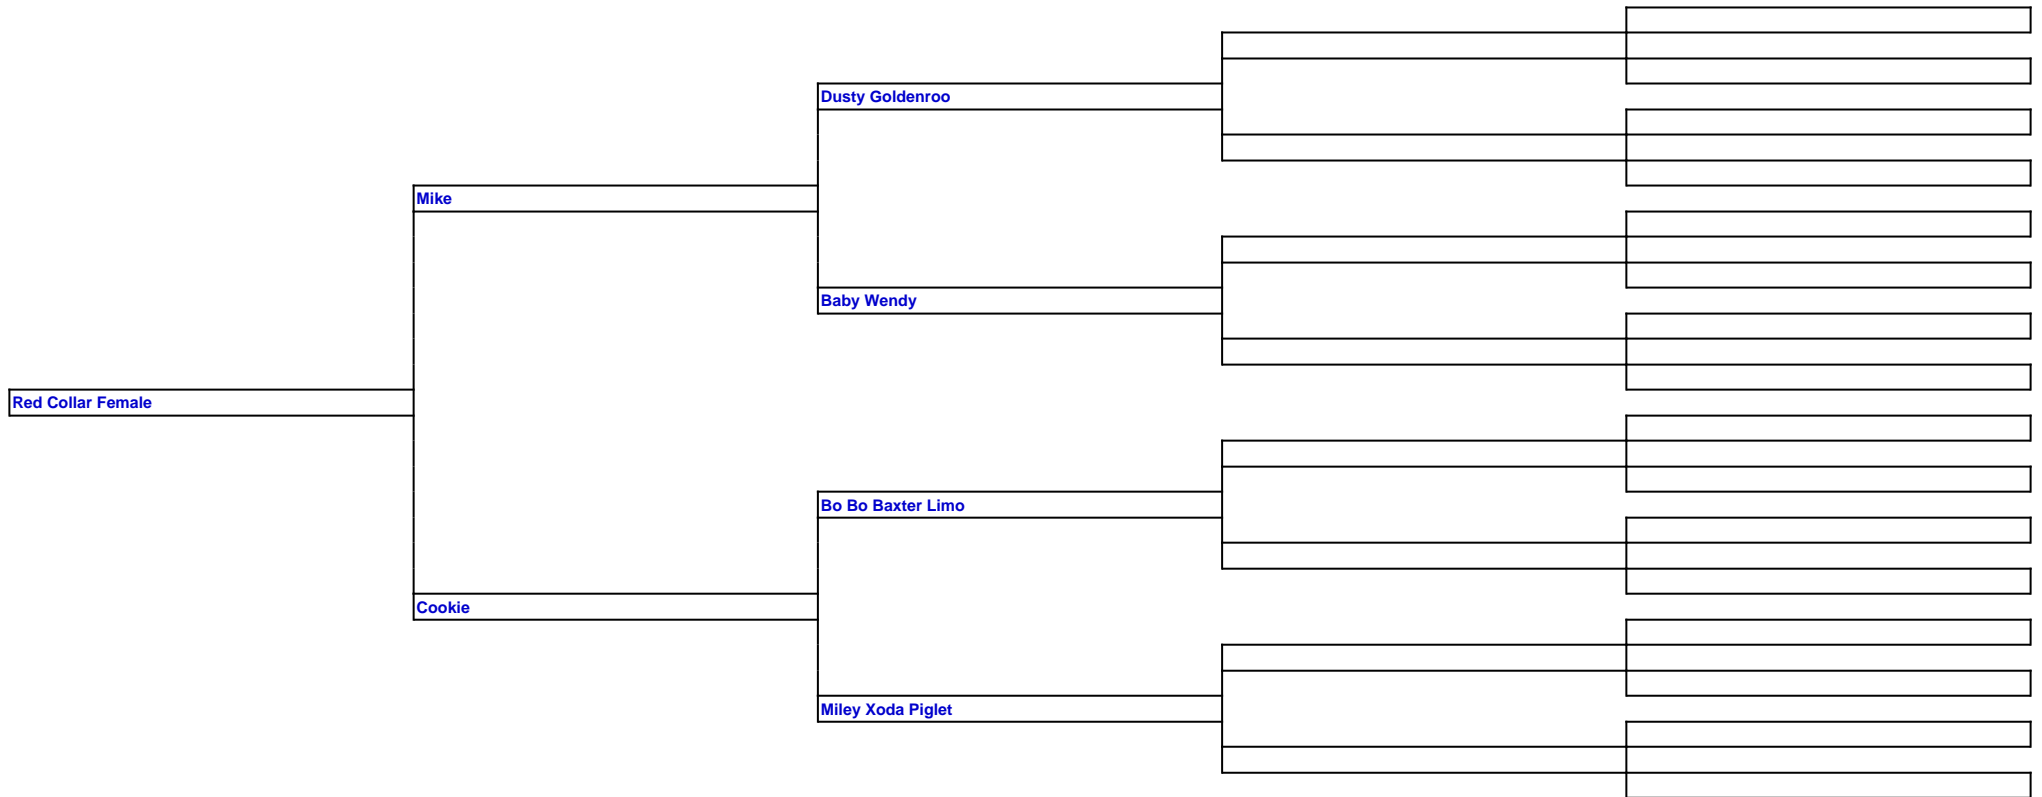 Dusty Goldenroo
Mike
Baby Wendy
Red Collar Female
Bo Bo Baxter Limo
Cookie
Miley Xoda Piglet